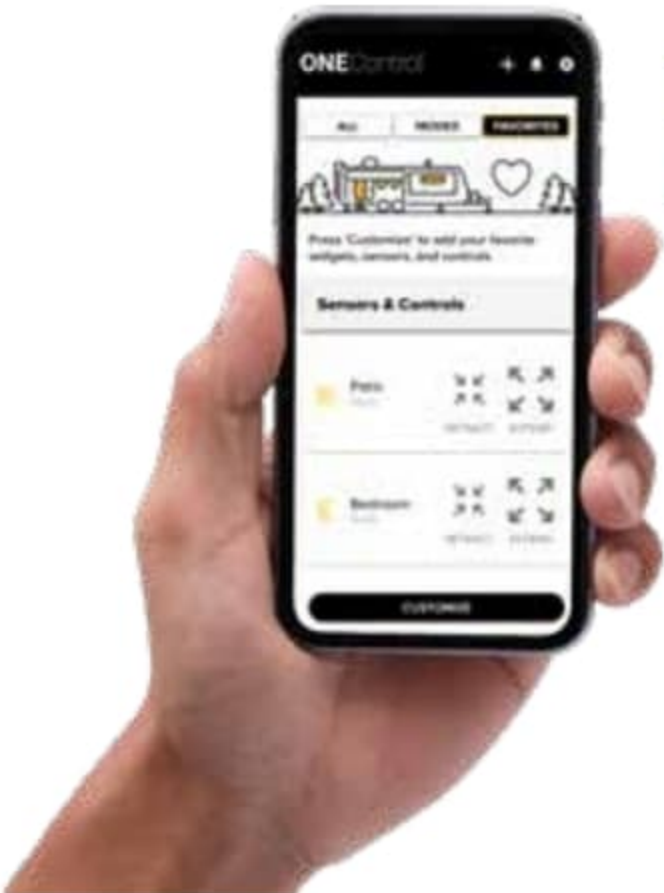 ONEControl
ALL MODES FAVORITES
Press 'Customize' to add your favorite
widgets, sensors, and controls
Sensors & Controls
Patio
RETRACT EXTEND
Bedroom
RETRACT EXTEND
CUSTOMIZE